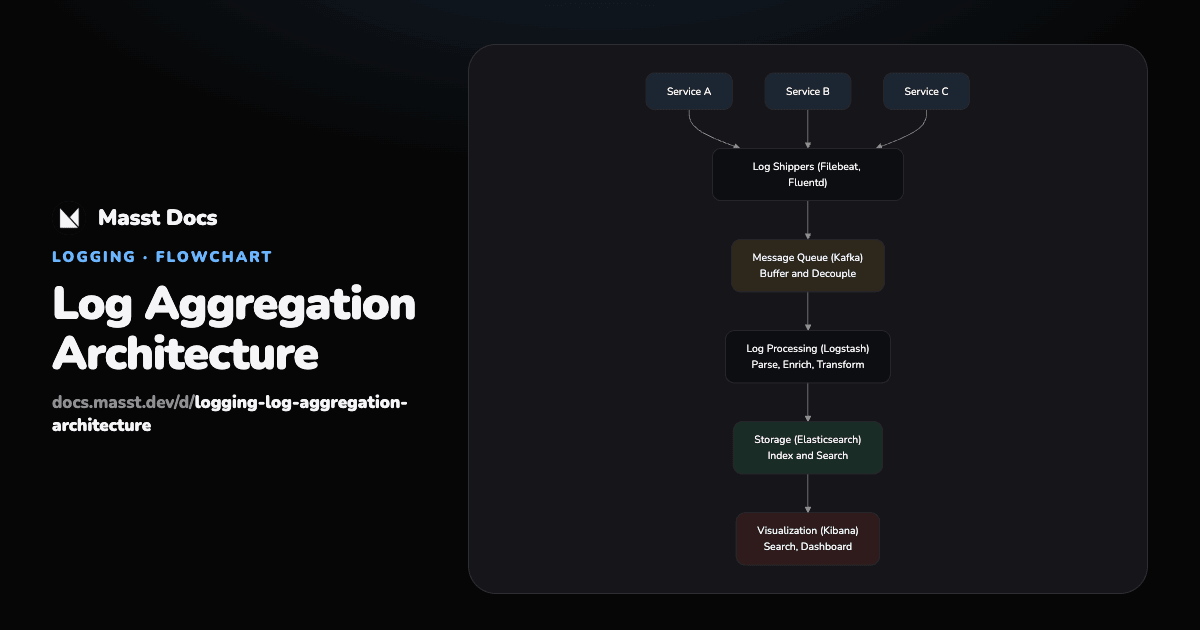 Masst Docs
LOGGING · FLOWCHART
Log Aggregation
Architecture
docs.masst.dev/d/logging-log-aggregation-
architecture
Service A
Service B
Service C
Log Shippers (Filebeat,
Fluentd)
Message Queue (Kafka)
Buffer and Decouple
Log Processing (Logstash)
Parse, Enrich, Transform
Storage (Elasticsearch)
Index and Search
Visualization (Kibana)
Search, Dashboard